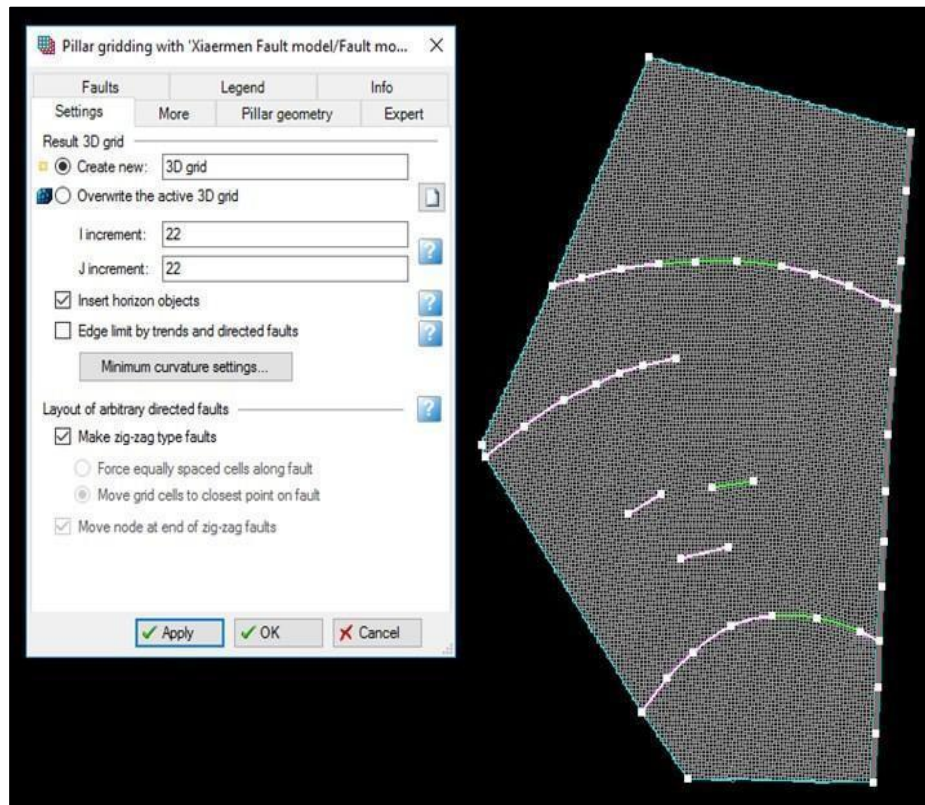 Pillar gridding with 'Xiaermen Fault model/Fault mo...
Faults Legend Info
Settings More Pillar geometry Expert
Result 3D grid
Create new: 3D grid
Overwrite the active 3D grid
I increment: 22
J increment: 22
Insert horizon objects
Edge limit by trends and directed faults
Minimum curvature settings...
Layout of arbitrary directed faults
Make zig-zag type faults
Force equally spaced cells along fault
Move grid cells to closest point on fault
Move node at end of zig-zag faults
Apply OK Cancel